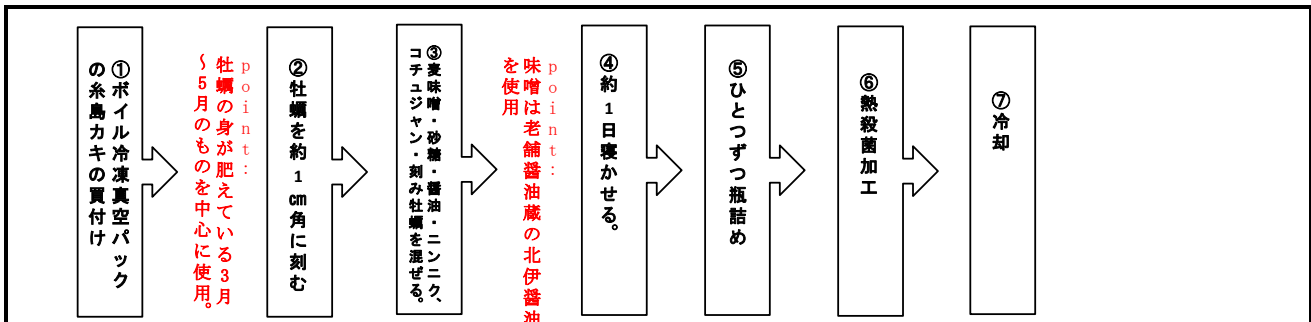 ①ボイル冷凍真空パック
の糸島カキの買付け
point:
牡蠣の身が肥えている3月
～5月のものを中心に使用。
②牡蠣を約1㎝角に刻む
③麦味噌・砂糖・醤油・ニンニク、
コチュジャン・刻み牡蠣を混ぜる。
point:
味噌は老舗醤油蔵の北伊醤油
を使用
④約1日寝かせる。
⑤ひとつずつ瓶詰め
⑥熱殺菌加工
⑦冷却